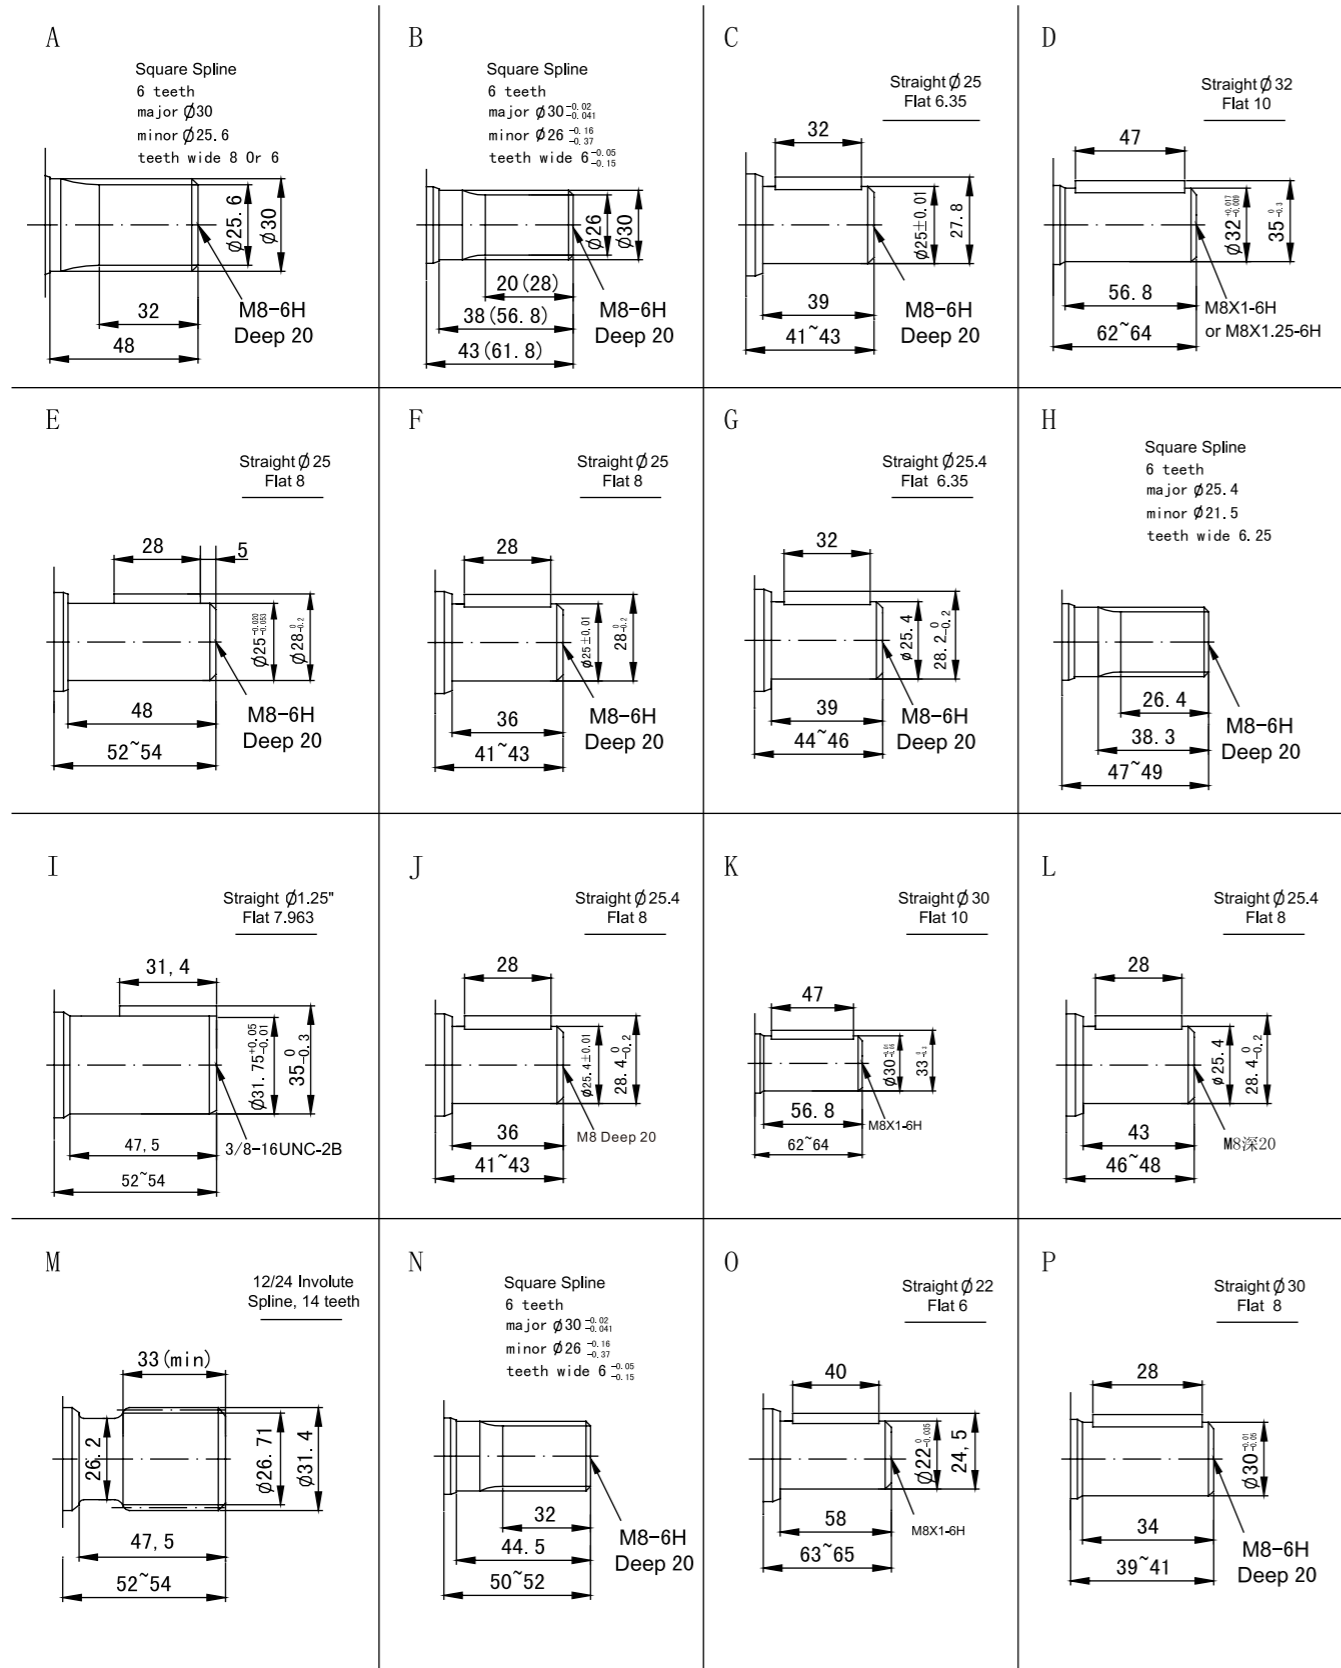 A
Square Spline
6 teeth
major Ø30
minor Ø25.6
teeth wide 8 Or 6
Ø25.6
Ø30
32
48
M8-6H
Deep 20
B
Square Spline
6 teeth
major Ø30 -0.02 -0.041
minor Ø26 -0.16 -0.37
teeth wide 6 -0.05 -0.15
Ø26
Ø30
20(28)
38(56.8)
43(61.8)
M8-6H
Deep 20
C
Straight Ø25
Flat 6.35
32
Ø25±0.01
27.8
39
41~43
M8-6H
Deep 20
D
Straight Ø32
Flat 10
47
Ø32 +0.017 -0.009
35 0 -0.3
56.8
62~64
M8X1-6H
or M8X1.25-6H
E
Straight Ø25
Flat 8
28
5
Ø25 -0.020 -0.053
Ø28 0 -0.2
48
52~54
M8-6H
Deep 20
F
Straight Ø25
Flat 8
28
Ø25±0.01
28 0 -0.2
36
41~43
M8-6H
Deep 20
G
Straight Ø25.4
Flat 6.35
32
Ø25.4
28.2 0 -0.2
39
44~46
M8-6H
Deep 20
H
Square Spline
6 teeth
major Ø25.4
minor Ø21.5
teeth wide 6.25
26.4
38.3
47~49
M8-6H
Deep 20
I
Straight Ø1.25"
Flat 7.963
31,4
Ø31.75 +0.05 -0.01
35 0 -0.3
47,5
52~54
3/8-16UNC-2B
J
Straight Ø25.4
Flat 8
28
Ø25.4±0.01
28.4 0 -0.2
36
41~43
M8 Deep 20
K
Straight Ø30
Flat 10
47
Ø30
33
56.8
62~64
M8X1-6H
L
Straight Ø25.4
Flat 8
28
Ø25.4
28.4 0 -0.2
43
46~48
M8深20
M
12/24 Involute
Spline, 14 teeth
33(min)
26.2
Ø26.71
Ø31.4
47,5
52~54
N
Square Spline
6 teeth
major Ø30 -0.02 -0.041
minor Ø26 -0.16 -0.37
teeth wide 6 -0.05 -0.15
32
44.5
50~52
M8-6H
Deep 20
O
Straight Ø22
Flat 6
40
Ø22 0 -0.035
24,5
58
63~65
M8X1-6H
P
Straight Ø30
Flat 8
28
Ø30 -0.01 -0.05
34
39~41
M8-6H
Deep 20